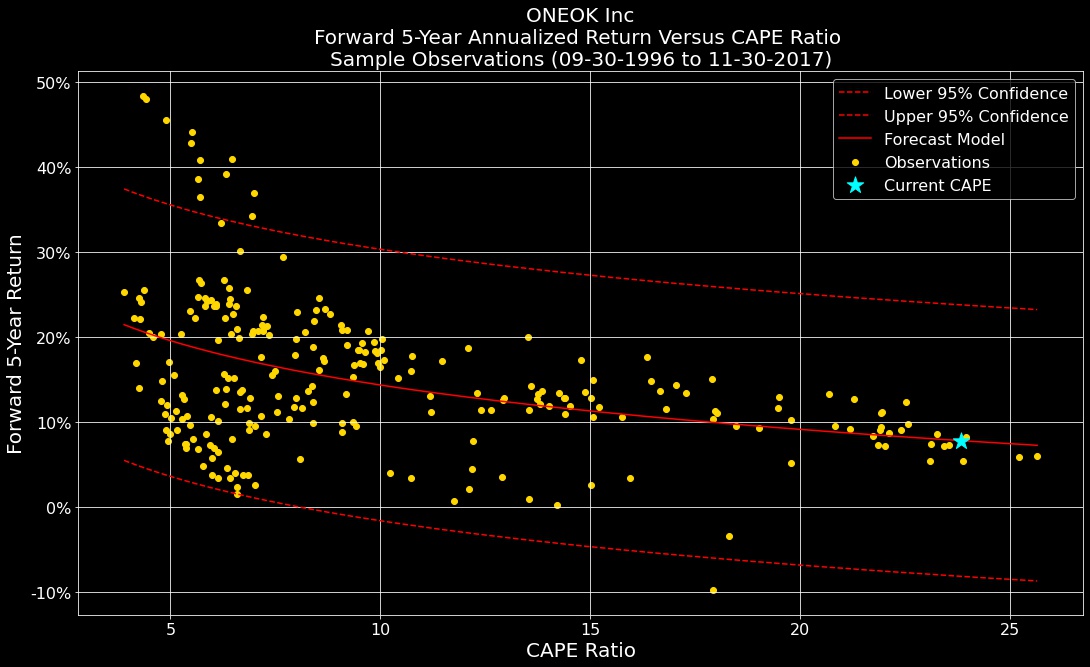 ONEOK Inc
Forward 5-Year Annualized Return Versus CAPE Ratio
Sample Observations (09-30-1996 to 11-30-2017)
Lower 95% Confidence
Upper 95% Confidence
Forecast Model
Observations
Current CAPE
Forward 5-Year Return
50%
40%
30%
20%
10%
0%
-10%
5
10
15
20
25
CAPE Ratio